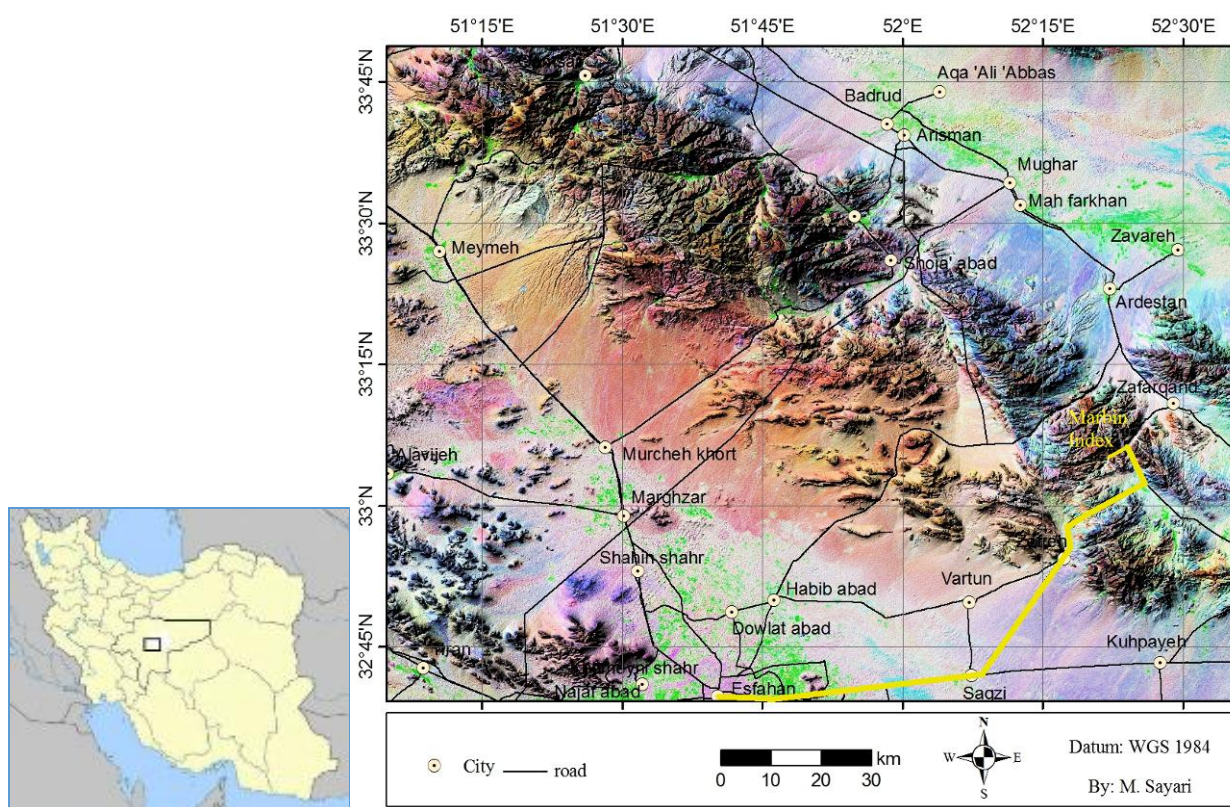 51°15'E 51°30'E 51°45'E 52°E 52°15'E 52°30'E
33°45'N
33°30'N
33°15'N
33°N
32°45'N
Aqa 'Ali 'Abbas
Badrud
Arisman
Mughar
Mah farkhan
Zavareh
Meymeh
Shoja' abad
Ardestan
Zafarqand
Marbin
Index
Alavijeh
Murcheh khort
Marghzar
Shahin shahr
Habib abad
Vartun
Dowlat abad
Kuhpayeh
Khomeyni shahr
Najaf abad
Esfahan
Sagzi
City
road
0 10 20 30
km
N
W E
S
Datum: WGS 1984
By: M. Sayari